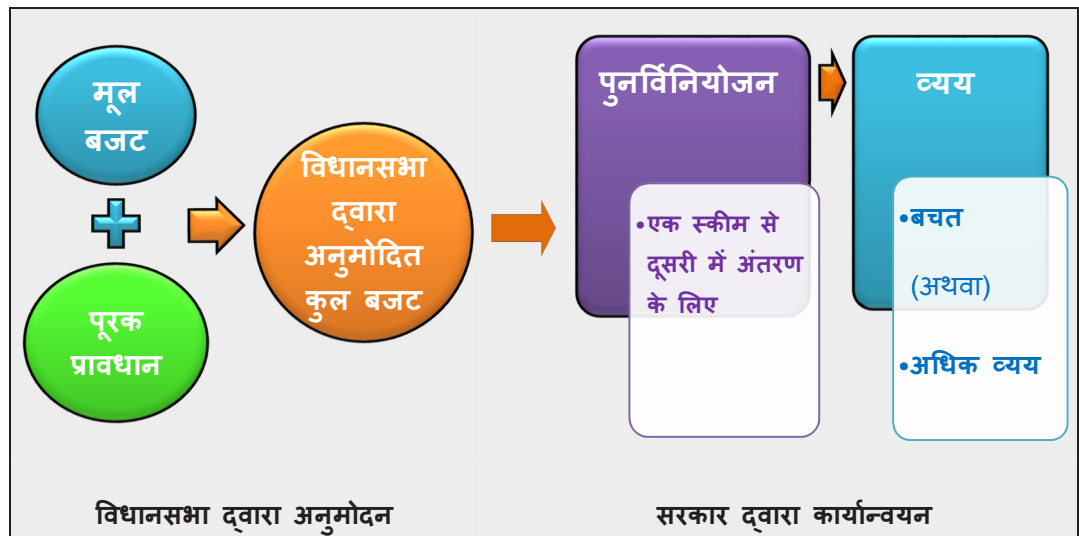 मूल
बजट
पूरक
प्रावधान
विधानसभा
द्वारा
अनुमोदित
कुल बजट
पुनर्विनियोजन
•एक स्कीम से
दूसरी में अंतरण
के लिए
व्यय
•बचत
(अथवा)
•अधिक व्यय
विधानसभा द्वारा अनुमोदन
सरकार द्वारा कार्यान्वयन